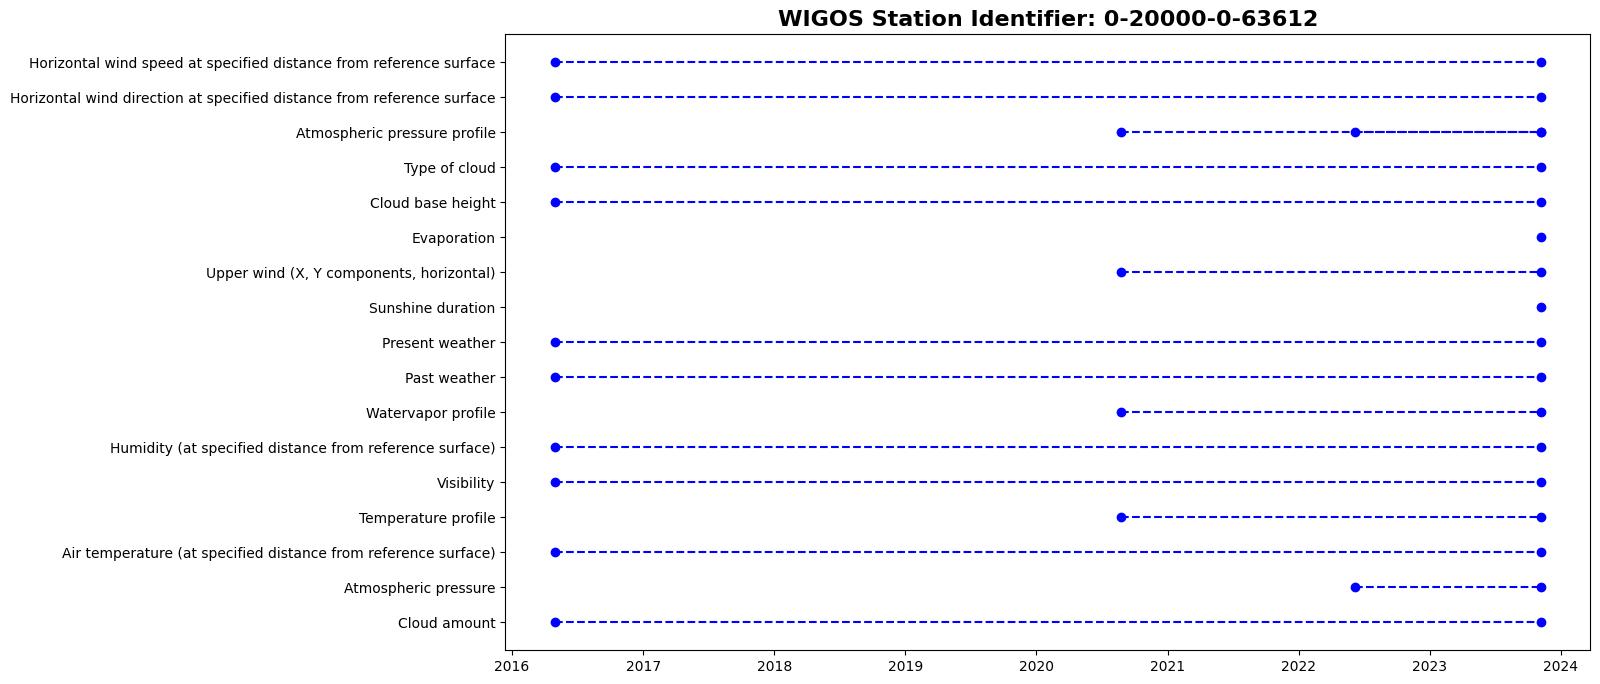 WIGOS Station Identifier: 0-20000-0-63612
Horizontal wind speed at specified distance from reference surface
Horizontal wind direction at specified distance from reference surface
Atmospheric pressure profile
Type of cloud
Cloud base height
Evaporation
Upper wind (X, Y components, horizontal)
Sunshine duration
Present weather
Past weather
Watervapor profile
Humidity (at specified distance from reference surface)
Visibility
Temperature profile
Air temperature (at specified distance from reference surface)
Atmospheric pressure
Cloud amount
2016 2017 2018 2019 2020 2021 2022 2023 2024